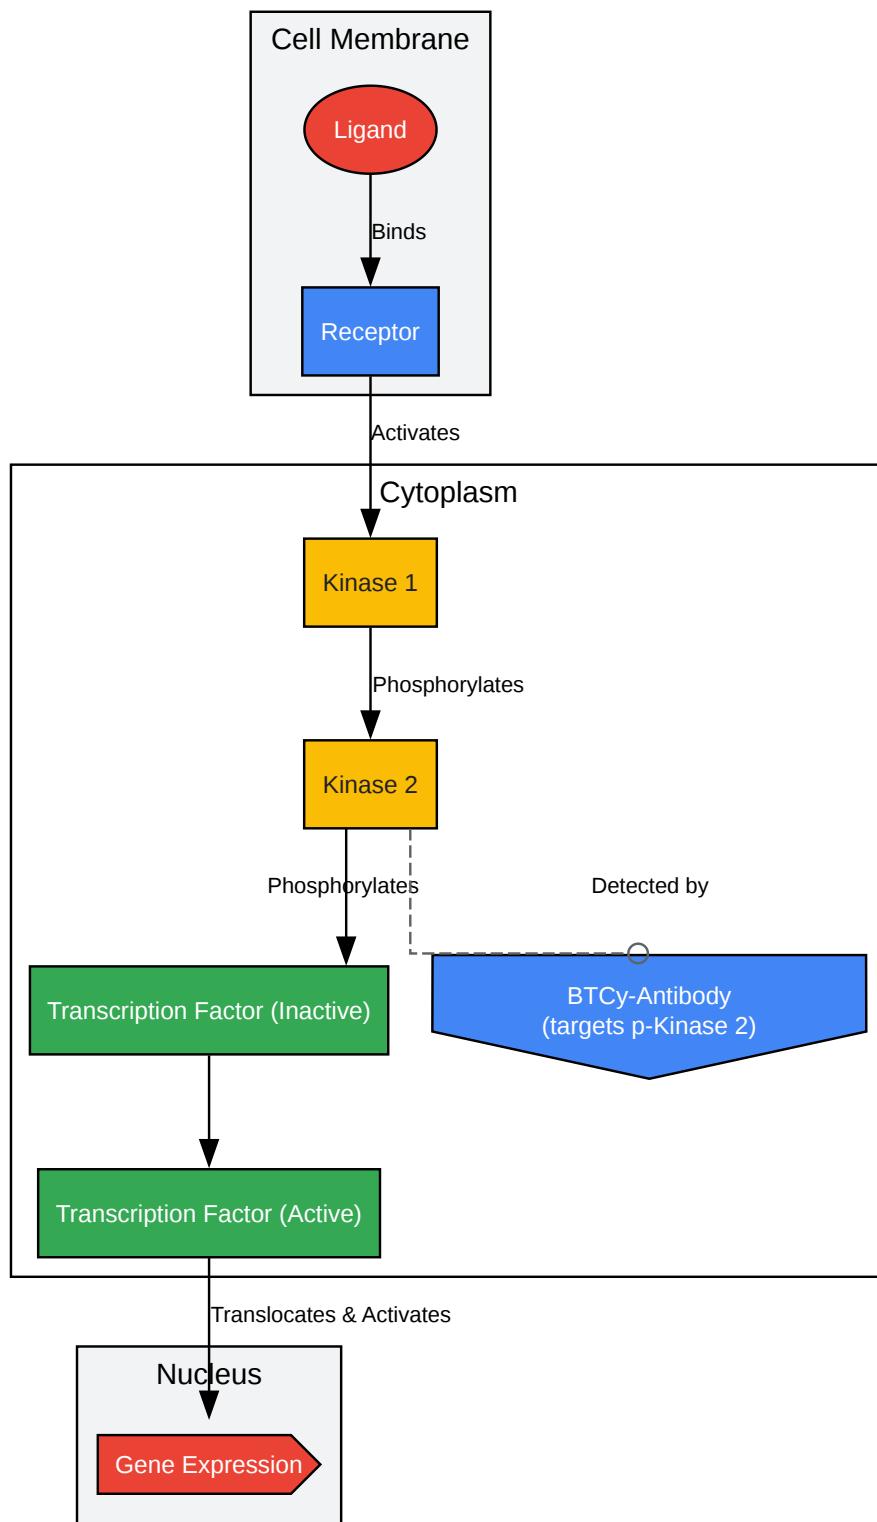 Cell Membrane
Ligand
Binds
Receptor
Activates
Cytoplasm
Kinase 1
Phosphorylates
Kinase 2
Phosphorylates
Detected by
Transcription Factor (Inactive)
BTCy-Antibody
(targets p-Kinase 2)
Transcription Factor (Active)
Translocates & Activates
Nucleus
Gene Expression